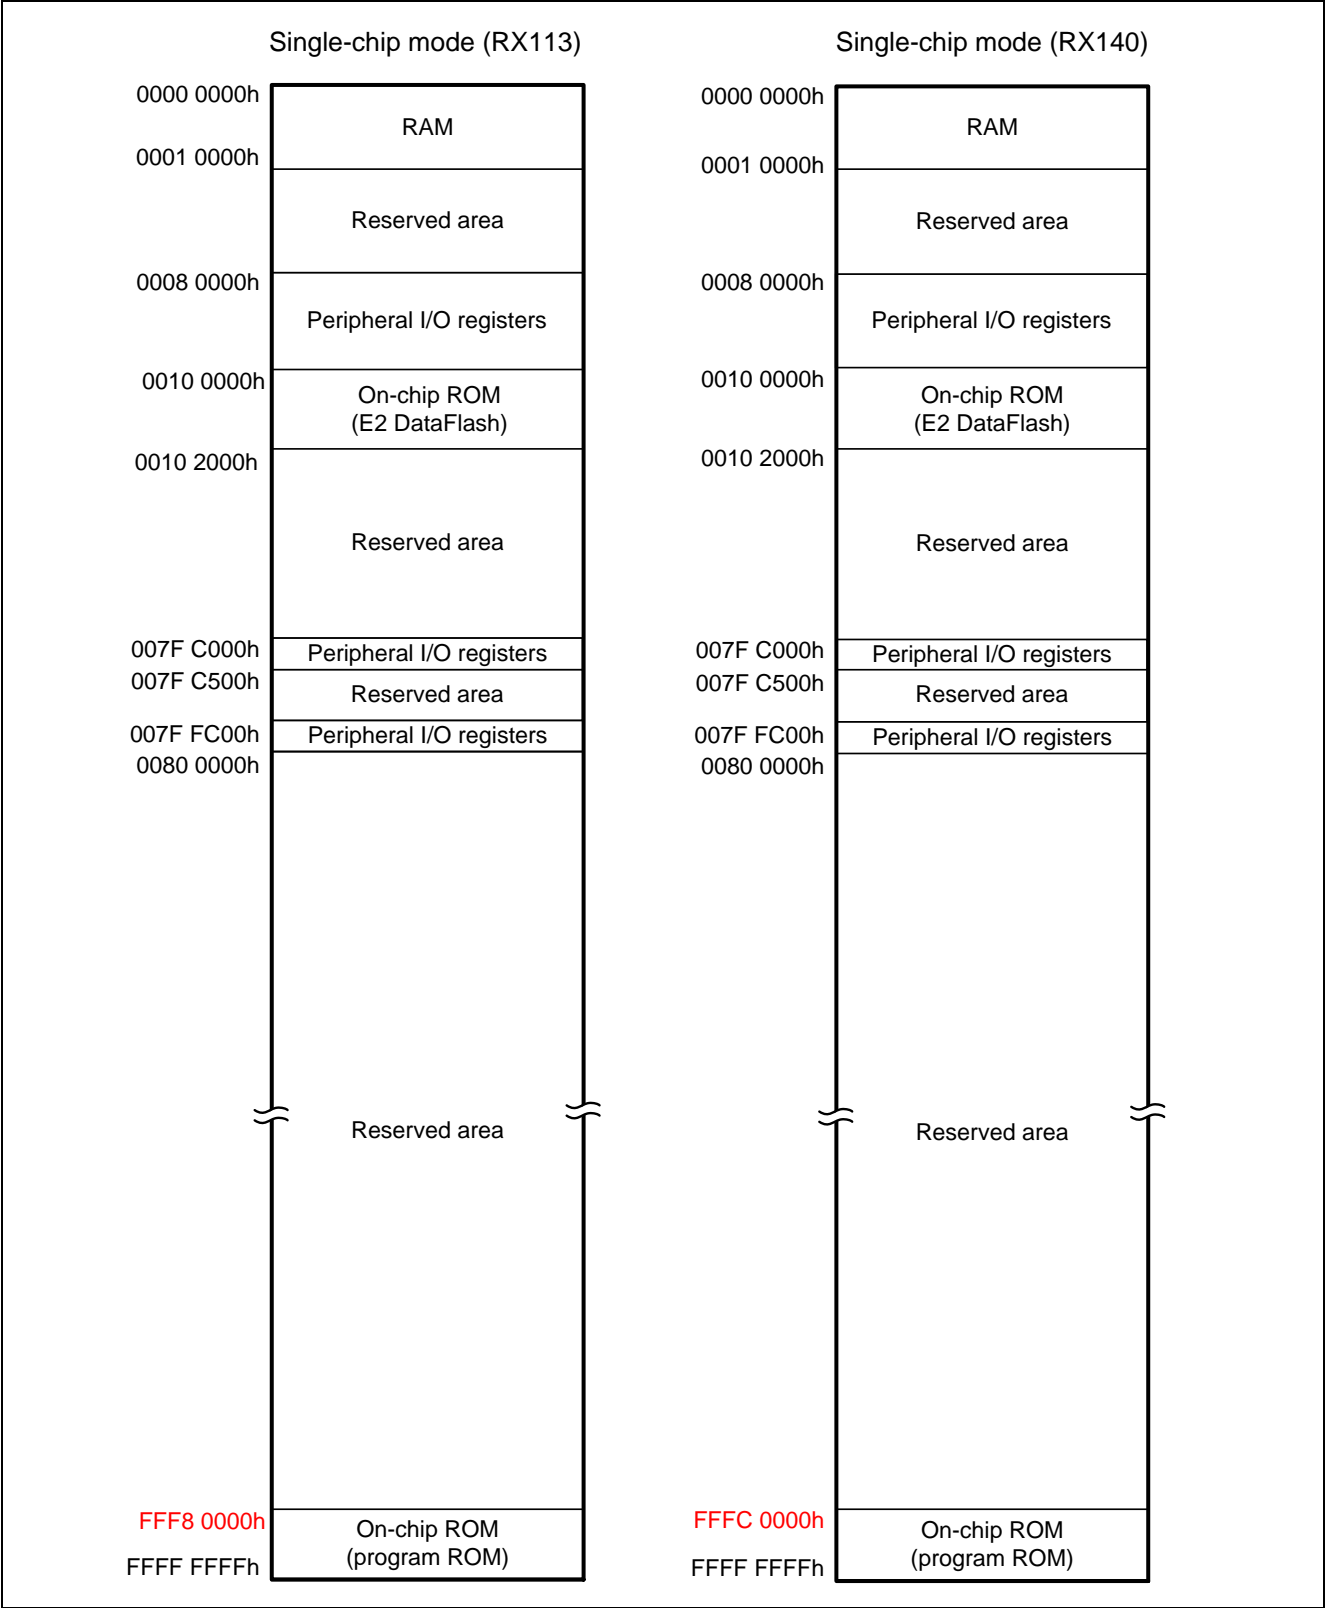 Single-chip mode (RX113)
0000 0000h
RAM
0001 0000h
Reserved area
0008 0000h
Peripheral I/O registers
0010 0000h
On-chip ROM
(E2 DataFlash)
0010 2000h
Reserved area
007F C000h
Peripheral I/O registers
007F C500h
Reserved area
007F FC00h
Peripheral I/O registers
0080 0000h
Reserved area
FFF8 0000h
On-chip ROM
(program ROM)
FFFF FFFFh
Single-chip mode (RX140)
0000 0000h
RAM
0001 0000h
Reserved area
0008 0000h
Peripheral I/O registers
0010 0000h
On-chip ROM
(E2 DataFlash)
0010 2000h
Reserved area
007F C000h
Peripheral I/O registers
007F C500h
Reserved area
007F FC00h
Peripheral I/O registers
0080 0000h
Reserved area
FFFC 0000h
On-chip ROM
(program ROM)
FFFF FFFFh